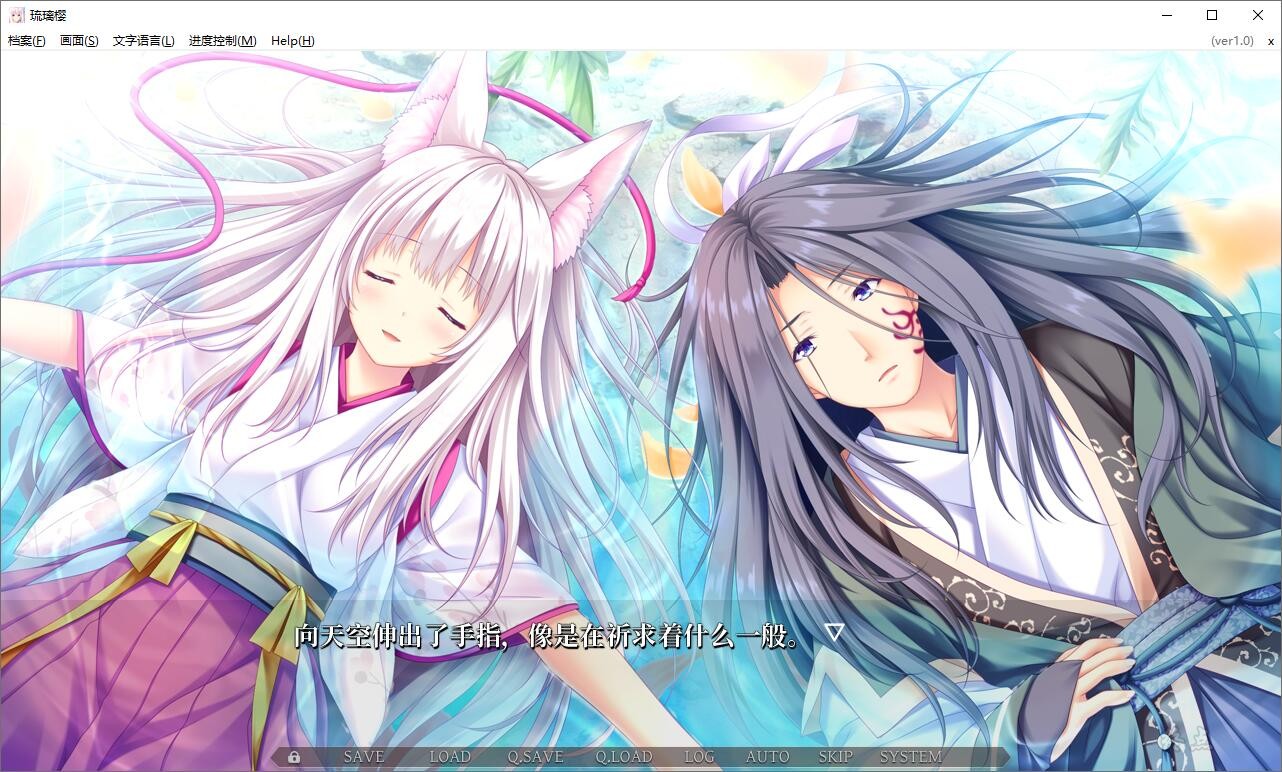 琉璃樱
档案(F) 画面(S) 文字语言(L) 进度控制(M) Help(H) (ver1.0) x
向天空伸出了手指，像是在祈求着什么一般。
SAVE LOAD Q.SAVE Q.LOAD LOG AUTO SKIP SYSTEM